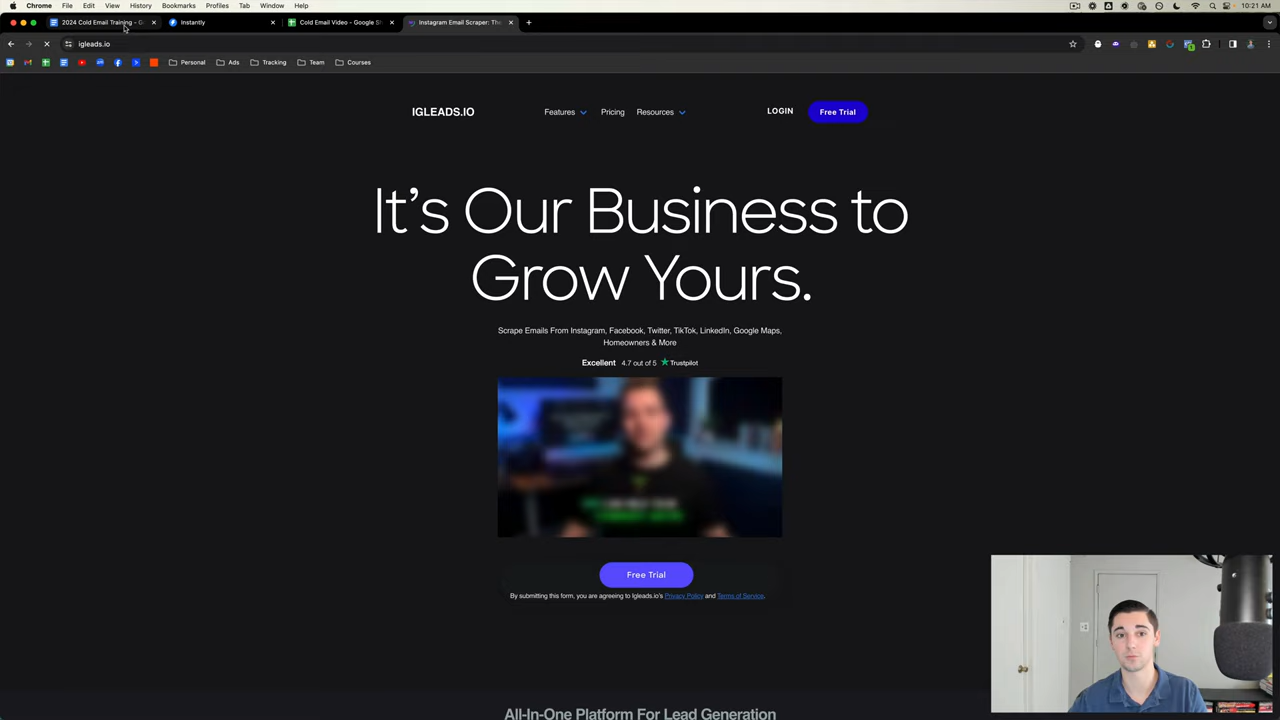 Chrome File Edit View History Bookmarks Profiles Tab Window Help 10:21 AM
2024 Cold Email Training - G Instantly Cold Email Video - Google Sh Instagram Email Scraper: The
igleads.io
Personal Ads Tracking Team Courses
IGLEADS.IO Features Pricing Resources LOGIN Free Trial
It's Our Business to
Grow Yours.
Scrape Emails From Instagram, Facebook, Twitter, TikTok, LinkedIn, Google Maps,
Homeowners & More
Excellent 4.7 out of 5 Trustpilot
Free Trial
By submitting this form, you are agreeing to Igleads.io's Privacy Policy and Terms of Service.
All-In-One Platform For Lead Generation